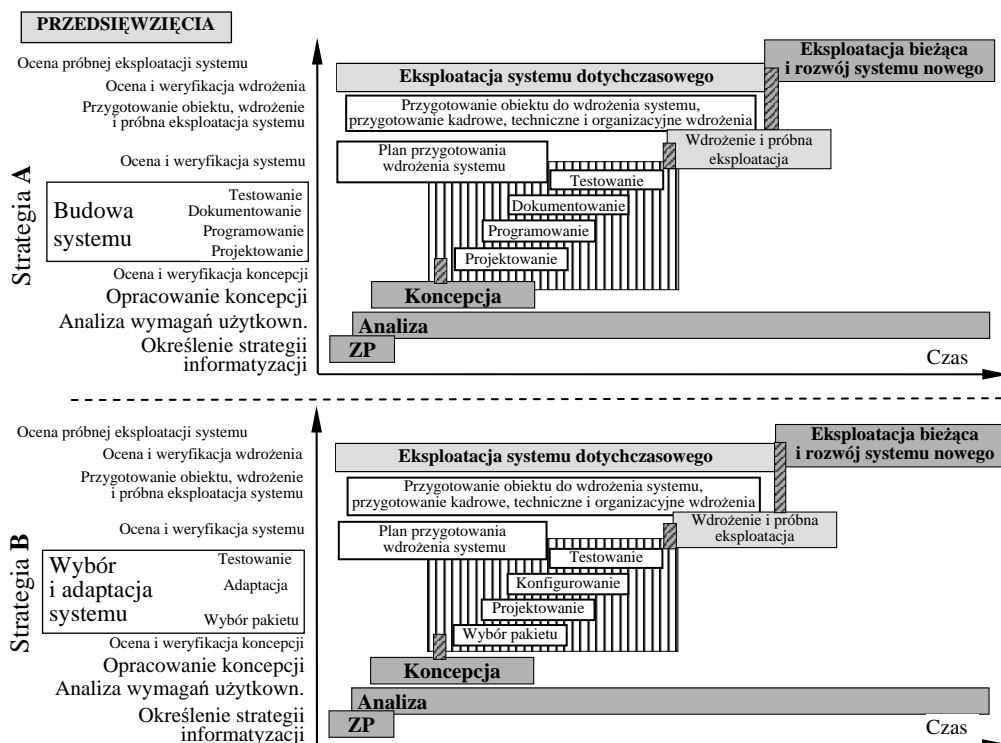 PRZEDSIĘWZIĘCIA
Ocena próbnej eksploatacji systemu
Ocena i weryfikacja wdrożenia
Przygotowanie obiektu, wdrożenie
i próbna eksploatacja systemu
Ocena i weryfikacja systemu
Strategia A
Budowa
systemu
Testowanie
Dokumentowanie
Programowanie
Projektowanie
Ocena i weryfikacja koncepcji
Opracowanie koncepcji
Analiza wymagań użytkown.
Określenie strategii
informatyzacji
Eksploatacja bieżąca
i rozwój systemu nowego
Eksploatacja systemu dotychczasowego
Przygotowanie obiektu do wdrożenia systemu,
przygotowanie kadrowe, techniczne i organizacyjne wdrożenia
Wdrożenie i próbna
eksploatacja
Plan przygotowania
wdrożenia systemu
Testowanie
Dokumentowanie
Programowanie
Projektowanie
Koncepcja
Analiza
ZP
Czas
Ocena próbnej eksploatacji systemu
Ocena i weryfikacja wdrożenia
Przygotowanie obiektu, wdrożenie
i próbna eksploatacja systemu
Ocena i weryfikacja systemu
Strategia B
Wybór
i adaptacja
systemu
Testowanie
Adaptacja
Wybór pakietu
Ocena i weryfikacja koncepcji
Opracowanie koncepcji
Analiza wymagań użytkown.
Określenie strategii
informatyzacji
Eksploatacja bieżąca
i rozwój systemu nowego
Eksploatacja systemu dotychczasowego
Przygotowanie obiektu do wdrożenia systemu,
przygotowanie kadrowe, techniczne i organizacyjne wdrożenia
Wdrożenie i próbna
eksploatacja
Plan przygotowania
wdrożenia systemu
Testowanie
Konfigurowanie
Projektowanie
Wybór pakietu
Koncepcja
Analiza
ZP
Czas